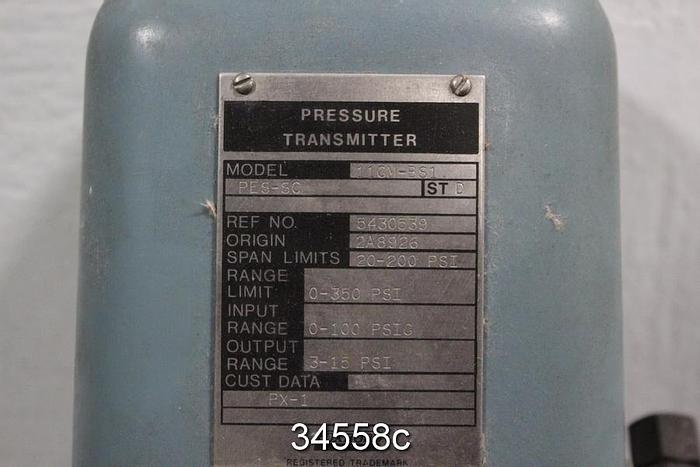 PRESSURE
TRANSMITTER
MODEL 11GM-BS1
PES-SC ST D
REF NO. 5430539
ORIGIN 2A8926
SPAN LIMITS 20-200 PSI
RANGE
LIMIT 0-350 PSI
INPUT
RANGE 0-100 PSIG
OUTPUT
RANGE 3-15 PSI
CUST DATA
PX-1
34558c
REGISTERED TRADEMARK